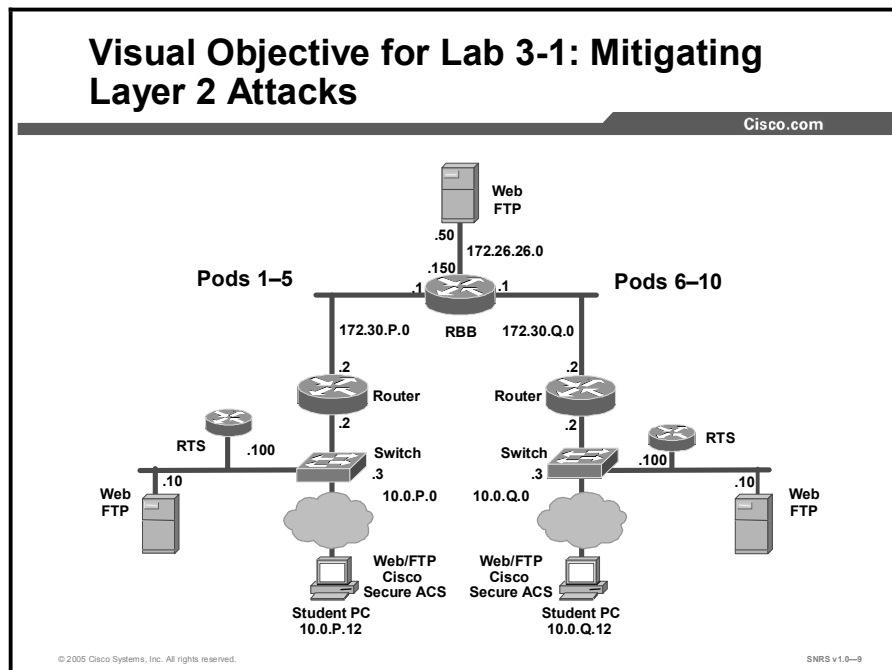 Visual Objective for Lab 3-1: Mitigating
Layer 2 Attacks
Cisco.com
Web
FTP
.50
172.26.26.0
.150
Pods 1–5
.1
.1
Pods 6–10
172.30.P.0
RBB
172.30.Q.0
.2
.2
Router
Router
.2
.2
RTS
RTS
.100
Switch
Switch
.100
.10
.3
.3
.10
Web
FTP
10.0.P.0
10.0.Q.0
Web
FTP
Web/FTP
Cisco
Secure ACS
Web/FTP
Cisco
Secure ACS
Student PC
10.0.P.12
Student PC
10.0.Q.12
© 2005 Cisco Systems, Inc. All rights reserved.
SNRS v1.0—9